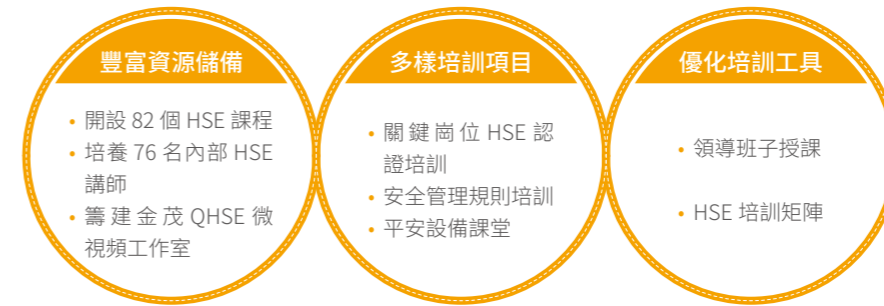 豐富資源儲備
• 開設 82 個 HSE 課程
• 培養 76 名內部 HSE
講師
• 籌建金茂 QHSE 微
視頻工作室
多樣培訓項目
• 關鍵崗位 HSE 認
證培訓
• 安全管理規則培訓
• 平安設備課堂
優化培訓工具
• 領導班子授課
• HSE 培訓矩陣